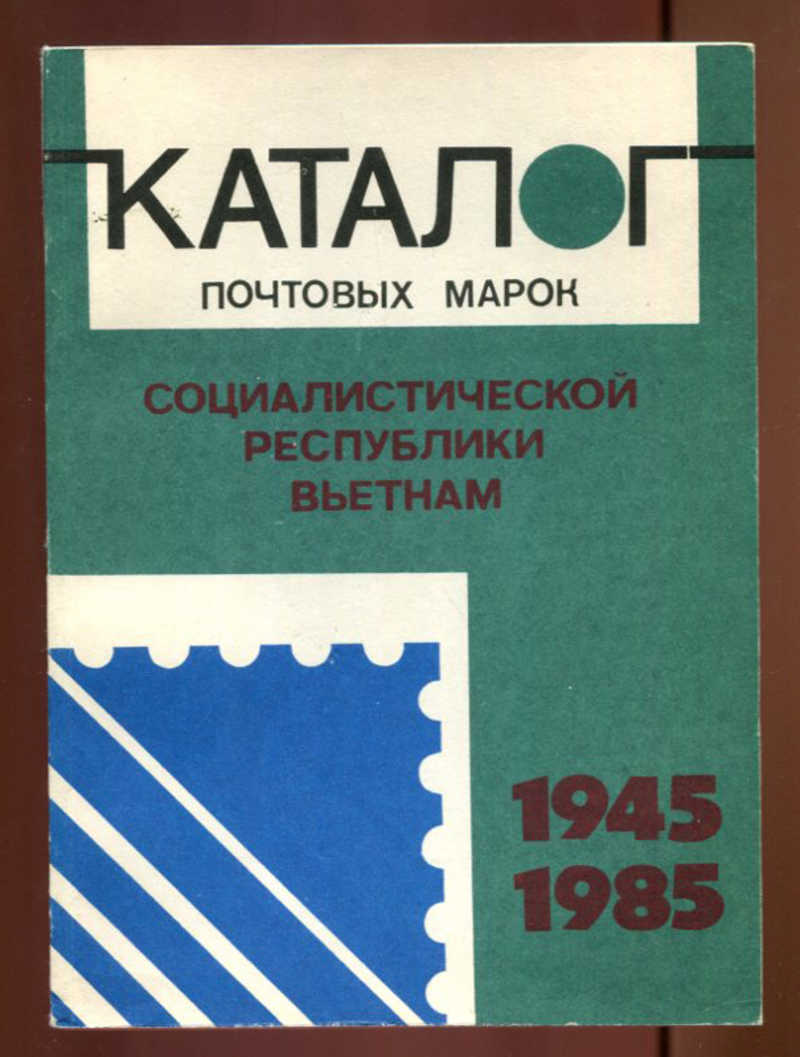 КАТАЛОГ
ПОЧТОВЫХ МАРОК
СОЦИАЛИСТИЧЕСКОЙ
РЕСПУБЛИКИ
ВЬЕТНАМ
1945
1985